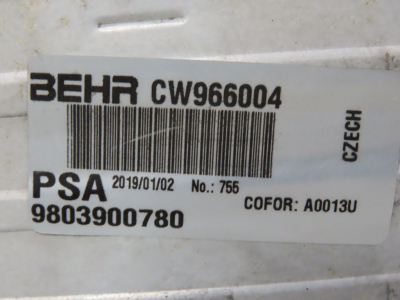 BEHR CW966004
CZECH
PSA 2019/01/02 No.: 755
COFOR: A0013U
9803900780